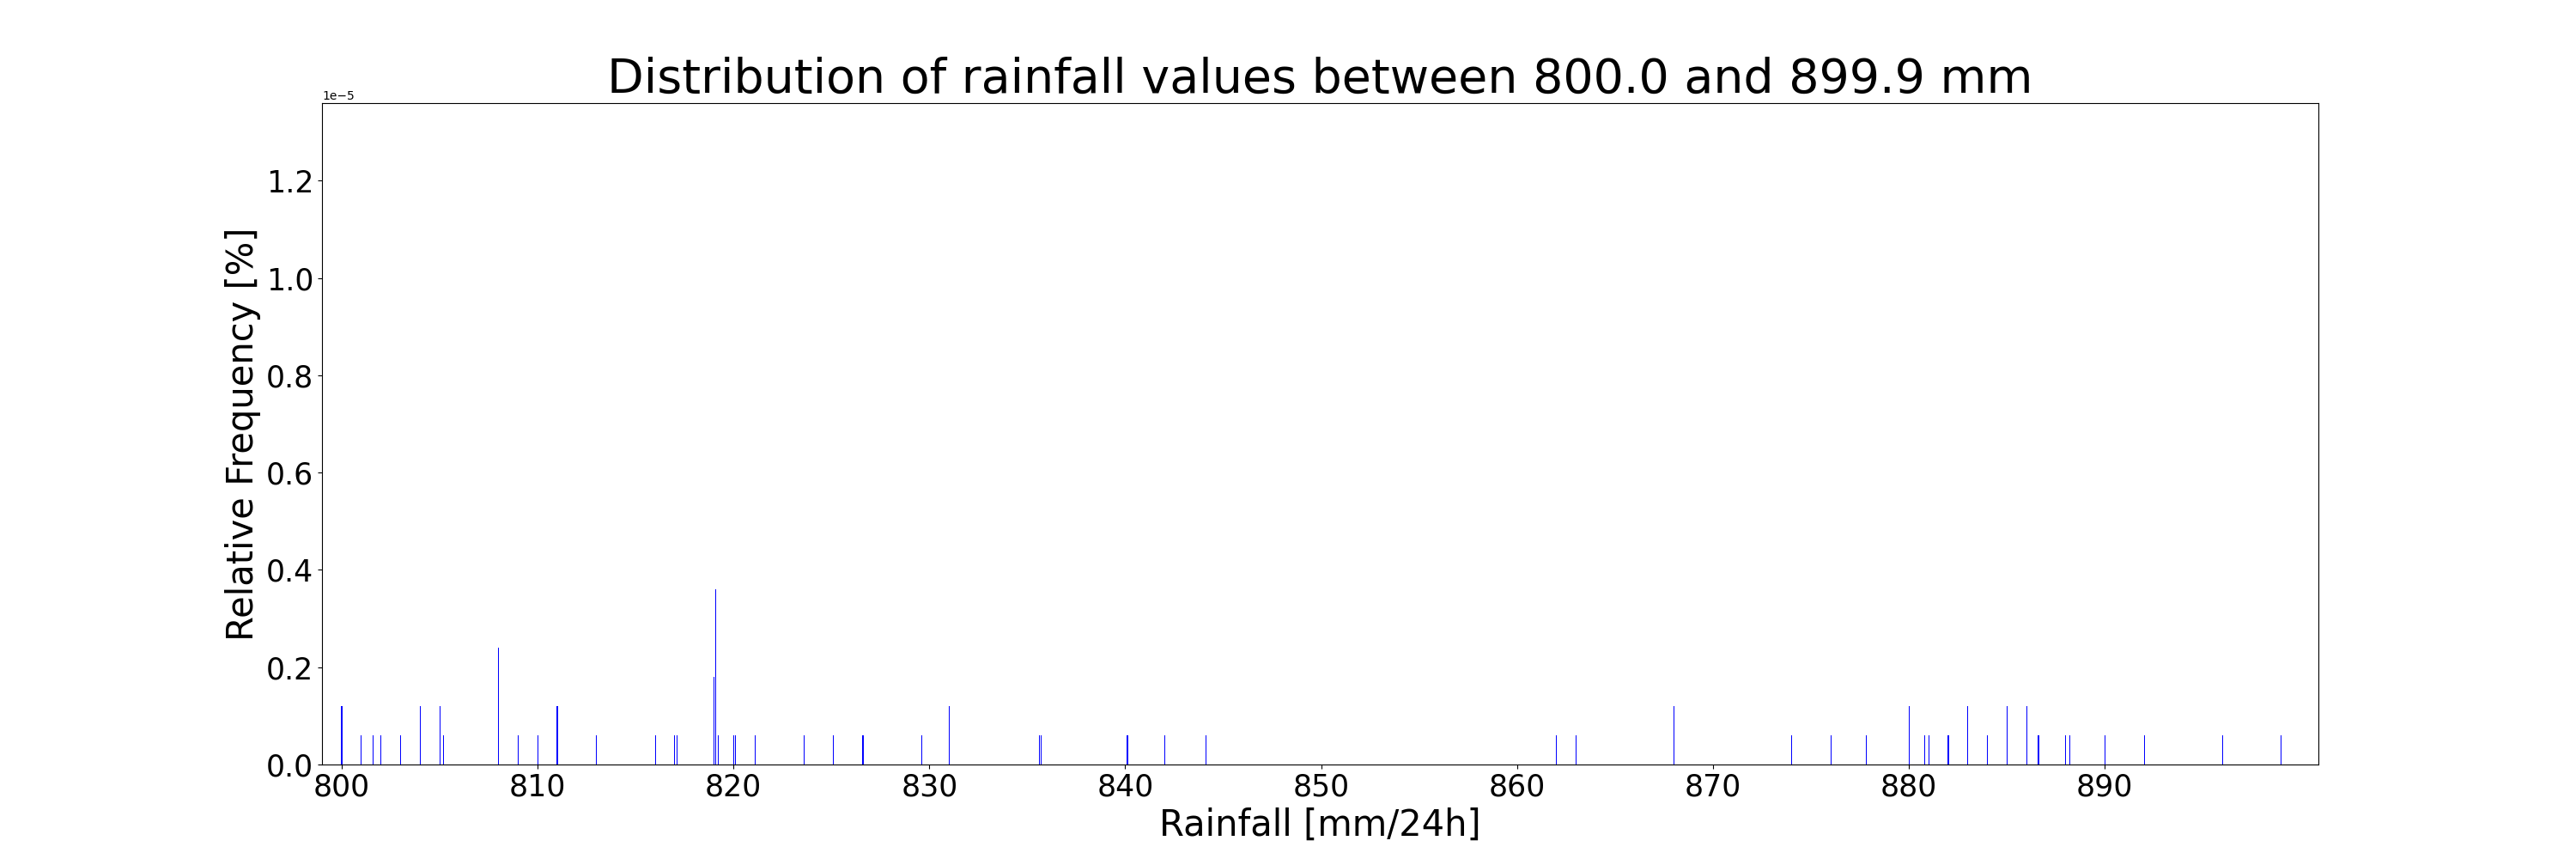 Distribution of rainfall values between 800.0 and 899.9 mm
1e−5
1.2
1.0
0.8
0.6
0.4
0.2
0.0
Relative Frequency [%]
800 810 820 830 840 850 860 870 880 890
Rainfall [mm/24h]